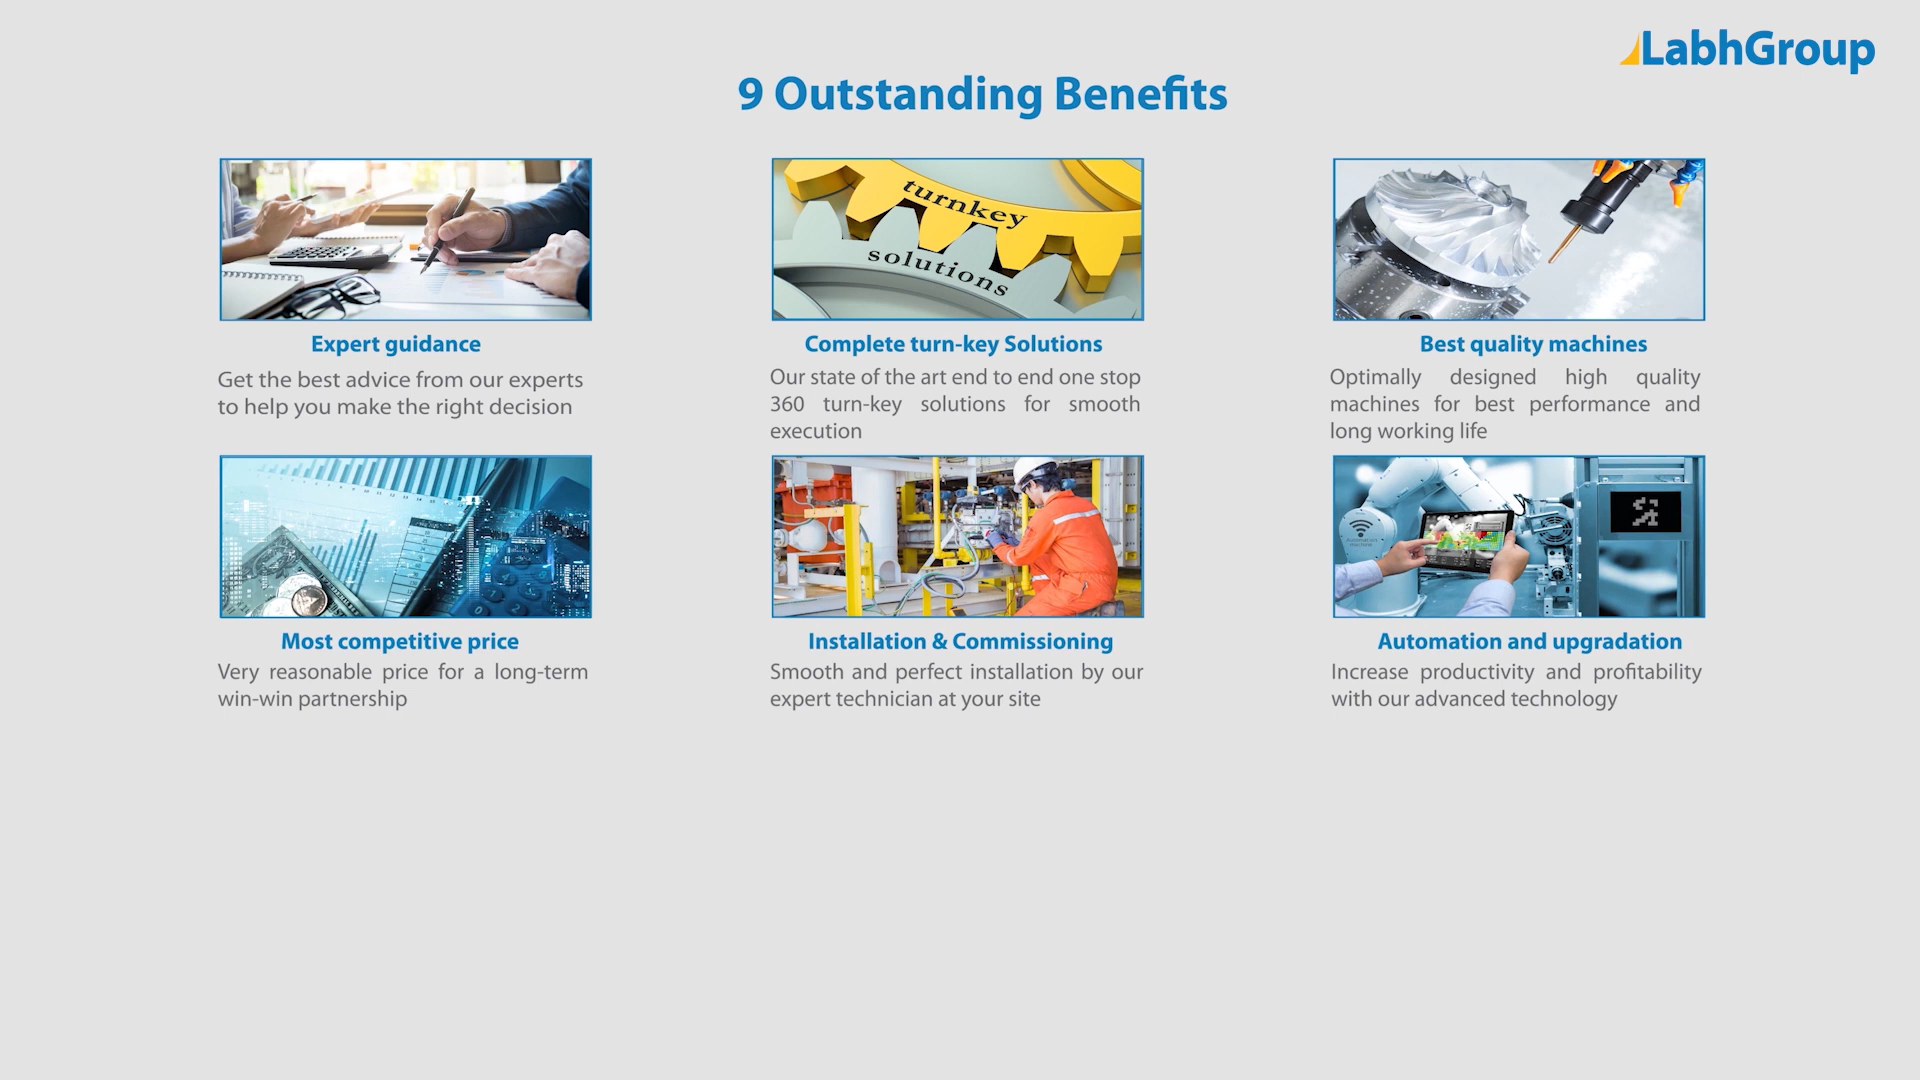 LabhGroup
9 Outstanding Benefits
turnkey
solutions
Expert guidance
Get the best advice from our experts
to help you make the right decision
Complete turn-key Solutions
Our state of the art end to end one stop
360 turn-key solutions for smooth
execution
Best quality machines
Optimally designed high quality
machines for best performance and
long working life
Most competitive price
Very reasonable price for a long-term
win-win partnership
Installation & Commissioning
Smooth and perfect installation by our
expert technician at your site
Automation and upgradation
Increase productivity and profitability
with our advanced technology